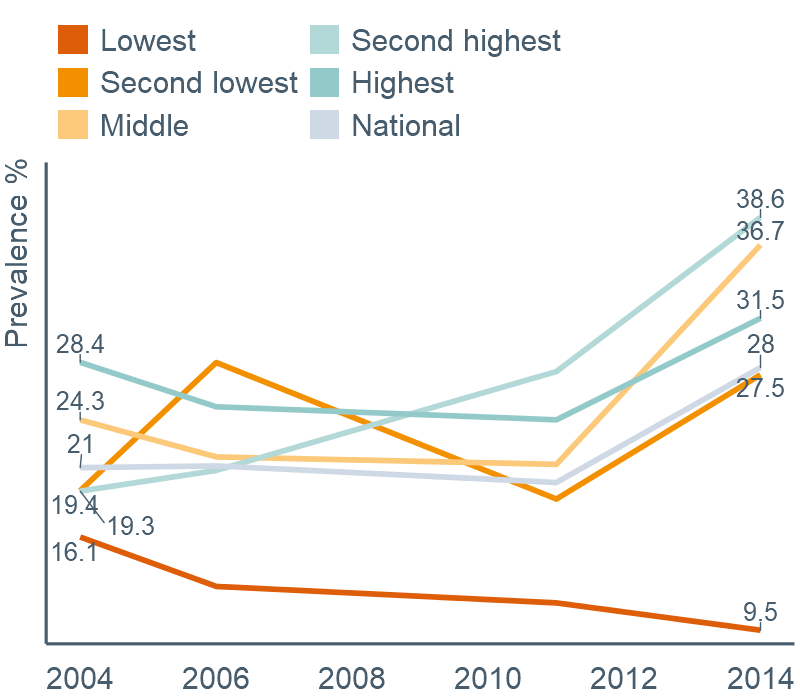 Lowest
Second highest
Second lowest
Highest
Middle
National
Prevalence %
38.6
36.7
31.5
28.4
28
27.5
24.3
21
19.4
19.3
16.1
9.5
2004 2006 2008 2010 2012 2014